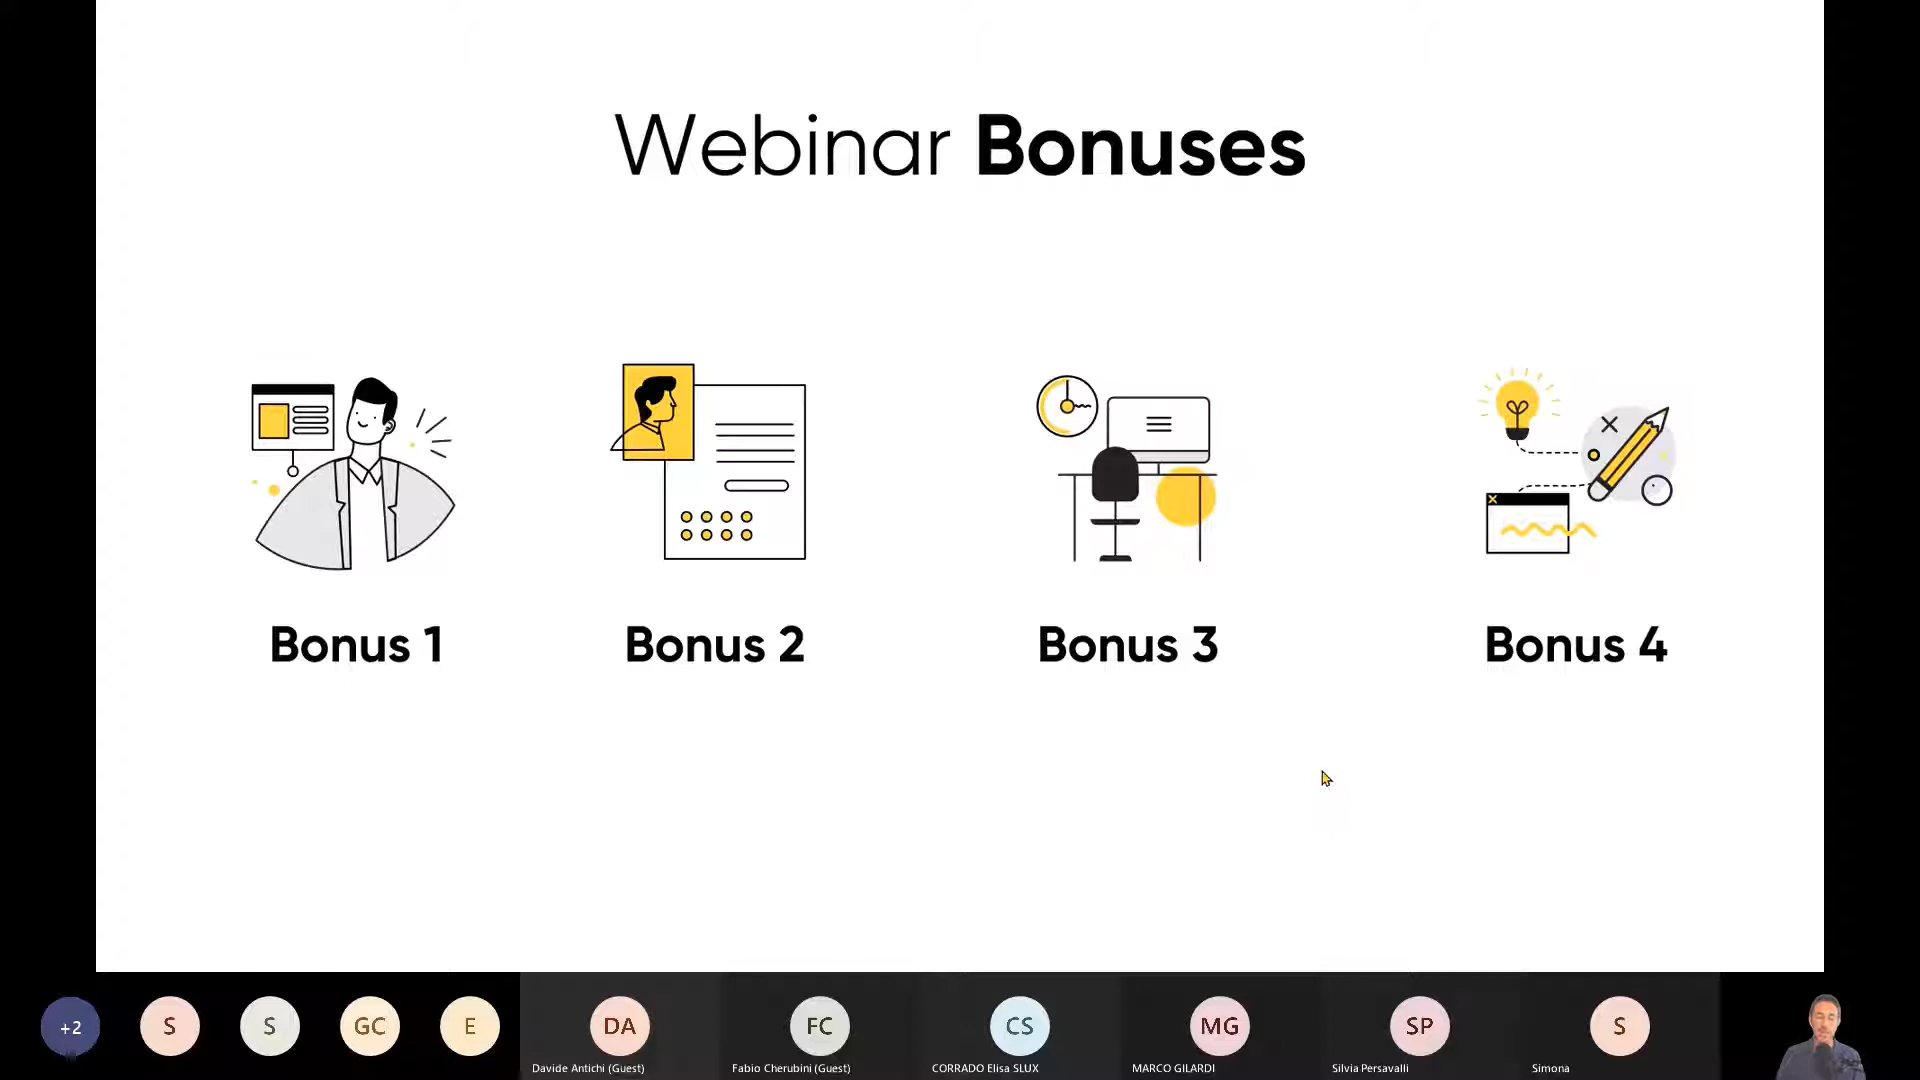 Webinar Bonuses
Bonus 1
Bonus 2
Bonus 3
Bonus 4
+2
S
S
GC
E
DA
FC
CS
MG
SP
S
Davide Antichi (Guest)
Fabio Cherubini (Guest)
CORRADO Elisa SLUX
MARCO GILARDI
Silvia Persavalli
Simona